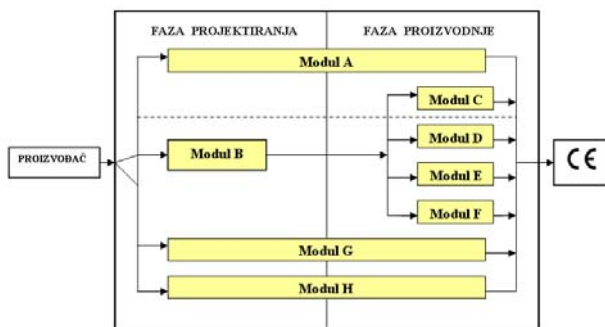 FAZA PROJEKTIRANJA
FAZA PROIZVODNJE
Modul A
Modul C
Modul D
PROIZVOĐAČ
Modul B
CE
Modul E
Modul F
Modul G
Modul H